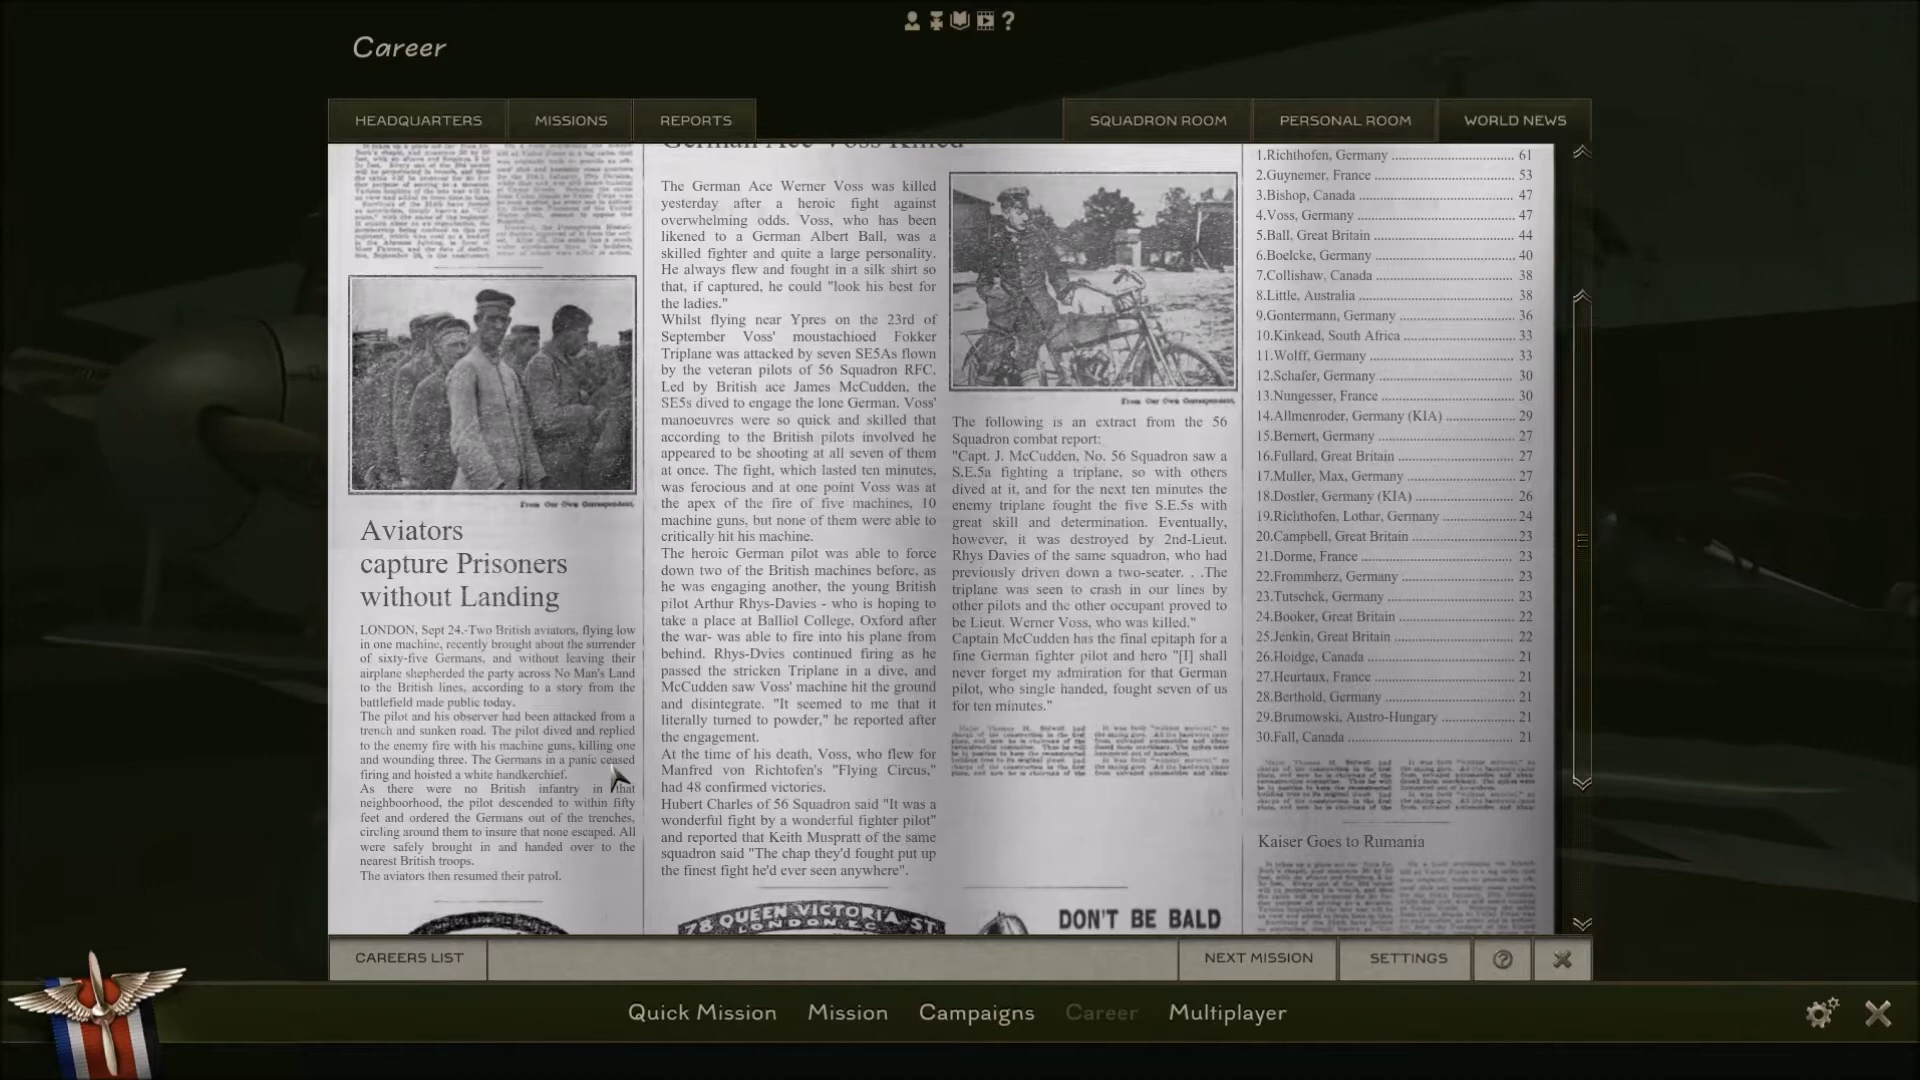 Career
HEADQUARTERS
MISSIONS
REPORTS
SQUADRON ROOM
PERSONAL ROOM
WORLD NEWS
From Our Own Correspondent.
Aviators
capture Prisoners
without Landing
LONDON, Sept 24.-Two British aviators, flying low
in one machine, recently brought about the surrender
of sixty-five Germans, and without leaving their
airplane shepherded the party across No Man's Land
to the British lines, according to a story from the
battlefield made public today.
The pilot and his observer had been attacked from a
trench and sunken road. The pilot dived and replied
to the enemy fire with his machine guns, killing one
and wounding three. The Germans in a panic ceased
firing and hoisted a white handkerchief.
As there were no British infantry in that
neighborhood, the pilot descended to within fifty
feet and ordered the Germans out of the trenches,
circling around them to insure that none escaped. All
were safely brought in and handed over to the
nearest British troops.
The aviators then resumed their patrol.
German Ace Voss Killed
The German Ace Werner Voss was killed
yesterday after a heroic fight against
overwhelming odds. Voss, who has been
likened to a German Albert Ball, was a
skilled fighter and quite a large personality.
He always flew and fought in a silk shirt so
that, if captured, he could "look his best for
the ladies."
Whilst flying near Ypres on the 23rd of
September Voss' moustachioed Fokker
Triplane was attacked by seven SE5As flown
by the veteran pilots of 56 Squadron RFC.
Led by British ace James McCudden, the
SE5s dived to engage the lone German. Voss'
manoeuvres were so quick and skilled that
according to the British pilots involved he
appeared to be shooting at all seven of them
at once. The fight, which lasted ten minutes,
was ferocious and at one point Voss was at
the apex of the fire of five machines, 10
machine guns, but none of them were able to
critically hit his machine.
The heroic German pilot was able to force
down two of the British machines before, as
he was engaging another, the young British
pilot Arthur Rhys-Davies - who is hoping to
take a place at Balliol College, Oxford after
the war- was able to fire into his plane from
behind. Rhys-Dvies continued firing as he
passed the stricken Triplane in a dive, and
McCudden saw Voss' machine hit the ground
and disintegrate. "It seemed to me that it
literally turned to powder," he reported after
the engagement.
At the time of his death, Voss, who flew for
Manfred von Richtofen's "Flying Circus,"
had 48 confirmed victories.
Hubert Charles of 56 Squadron said "It was a
wonderful fight by a wonderful fighter pilot"
and reported that Keith Muspratt of the same
squadron said "The chap they'd fought put up
the finest fight he'd ever seen anywhere".
78 QUEEN VICTORIA ST
LONDON, E.C.
From Our Own Correspondent.
The following is an extract from the 56
Squadron combat report:
"Capt. J. McCudden, No. 56 Squadron saw a
S.E.5a fighting a triplane, so with others
dived at it, and for the next ten minutes the
enemy triplane fought the five S.E.5s with
great skill and determination. Eventually,
however, it was destroyed by 2nd-Lieut.
Rhys Davies of the same squadron, who had
previously driven down a two-seater. . .The
triplane was seen to crash in our lines by
other pilots and the other occupant proved to
be Lieut. Werner Voss, who was killed."
Captain McCudden has the final epitaph for a
fine German fighter pilot and hero "[I] shall
never forget my admiration for that German
pilot, who single handed, fought seven of us
for ten minutes."
DON'T BE BALD
1.Richthofen, Germany 61
2.Guynemer, France 53
3.Bishop, Canada 47
4.Voss, Germany 47
5.Ball, Great Britain 44
6.Boelcke, Germany 40
7.Collishaw, Canada 38
8.Little, Australia 38
9.Gontermann, Germany 36
10.Kinkead, South Africa 33
11.Wolff, Germany 33
12.Schafer, Germany 30
13.Nungesser, France 30
14.Allmenroder, Germany (KIA) 29
15.Bernert, Germany 27
16.Fullard, Great Britain 27
17.Muller, Max, Germany 27
18.Dostler, Germany (KIA) 26
19.Richthofen, Lothar, Germany 24
20.Campbell, Great Britain 23
21.Dorme, France 23
22.Frommherz, Germany 23
23.Tutschek, Germany 23
24.Booker, Great Britain 22
25.Jenkin, Great Britain 22
26.Hoidge, Canada 21
27.Heurtaux, France 21
28.Berthold, Germany 21
29.Brumowski, Austro-Hungary 21
30.Fall, Canada 21
Kaiser Goes to Rumania
CAREERS LIST
NEXT MISSION
SETTINGS
Quick Mission
Mission
Campaigns
Career
Multiplayer